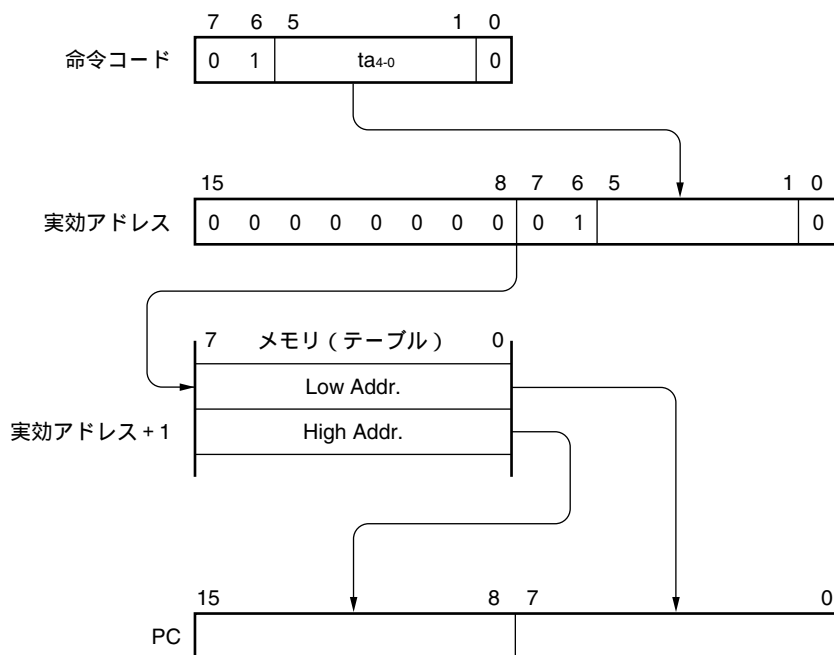 7 6 5 1 0
命令コード 0 1 ta4-0 0
15 8 7 6 5 1 0
実効アドレス 0 0 0 0 0 0 0 0 0 1 0
7 メモリ（テーブル） 0
Low Addr.
実効アドレス＋1 High Addr.
15 8 7 0
PC